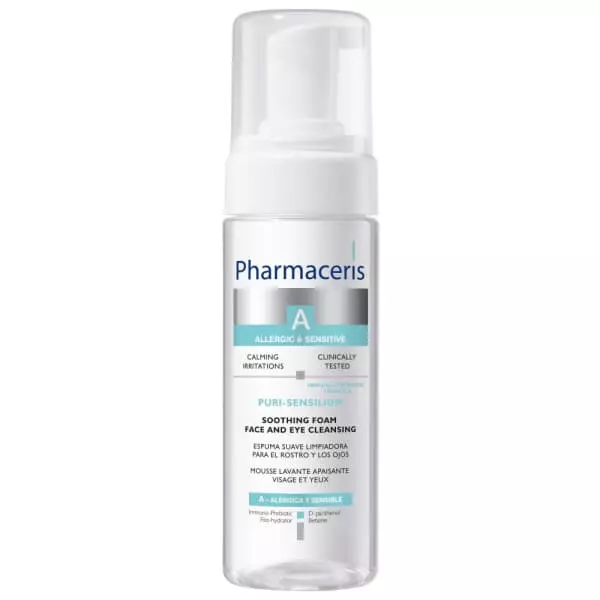 Pharmaceris
A
ALLERGIC & SENSITIVE
CALMING IRRITATIONS
CLINICALLY TESTED
PURI-SENSILIUM
SOOTHING FOAM
FACE AND EYE CLEANSING
ESPUMA SUAVE LIMPIADORA
PARA EL ROSTRO Y LOS OJOS
MOUSSE LAVANTE APAISANTE
VISAGE ET YEUX
A - ALÉRGICA Y SENSIBLE
Immuno-Prebiotic D-panthenol
Fito-hydrator Betaine